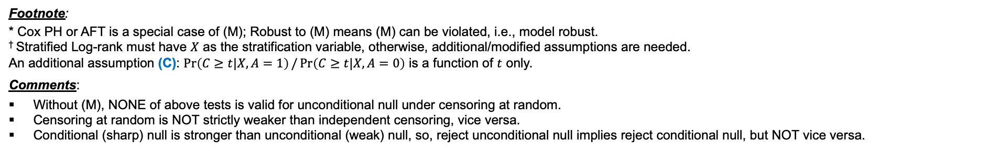 Footnote:
* Cox PH or AFT is a special case of (M); Robust to (M) means (M) can be violated, i.e., model robust.
† Stratified Log-rank must have X as the stratification variable, otherwise, additional/modified assumptions are needed.
An additional assumption (C): Pr(C ≥ t|X, A = 1) / Pr(C ≥ t|X, A = 0) is a function of t only.
Comments:
▪ Without (M), NONE of above tests is valid for unconditional null under censoring at random.
▪ Censoring at random is NOT strictly weaker than independent censoring, vice versa.
▪ Conditional (sharp) null is stronger than unconditional (weak) null, so, reject unconditional null implies reject conditional null, but NOT vice versa.